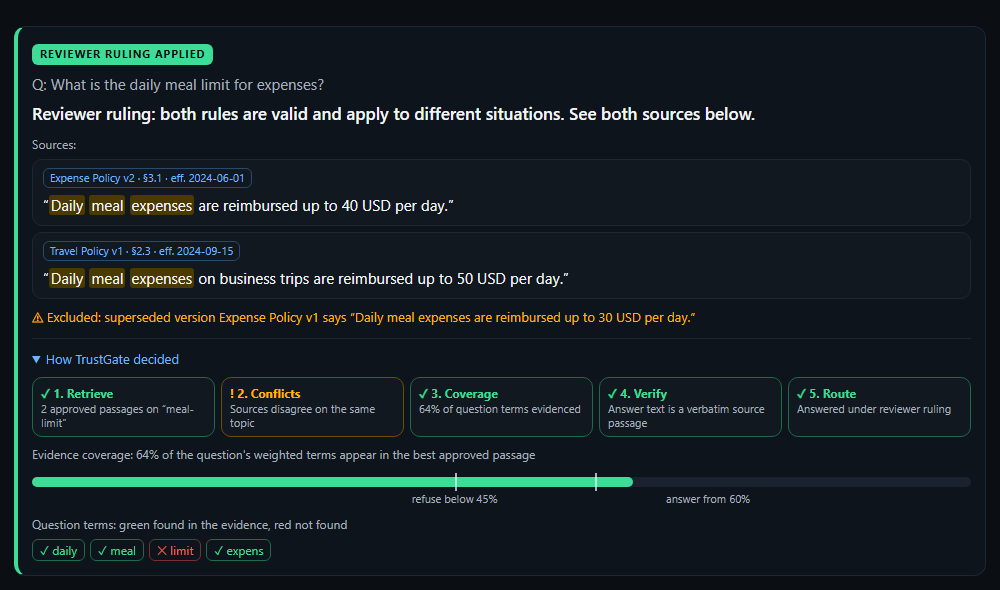 REVIEWER RULING APPLIED
Q: What is the daily meal limit for expenses?
Reviewer ruling: both rules are valid and apply to different situations. See both sources below.
Sources:
Expense Policy v2 · §3.1 · eff. 2024-06-01
“Daily meal expenses are reimbursed up to 40 USD per day.”
Travel Policy v1 · §2.3 · eff. 2024-09-15
“Daily meal expenses on business trips are reimbursed up to 50 USD per day.”
⚠ Excluded: superseded version Expense Policy v1 says “Daily meal expenses are reimbursed up to 30 USD per day.”
▼ How TrustGate decided
✓ 1. Retrieve
2 approved passages on “meal-
limit”
! 2. Conflicts
Sources disagree on the same
topic
✓ 3. Coverage
64% of question terms evidenced
✓ 4. Verify
Answer text is a verbatim source
passage
✓ 5. Route
Answered under reviewer ruling
Evidence coverage: 64% of the question's weighted terms appear in the best approved passage
refuse below 45%
answer from 60%
Question terms: green found in the evidence, red not found
✓ daily
✓ meal
✕ limit
✓ expens